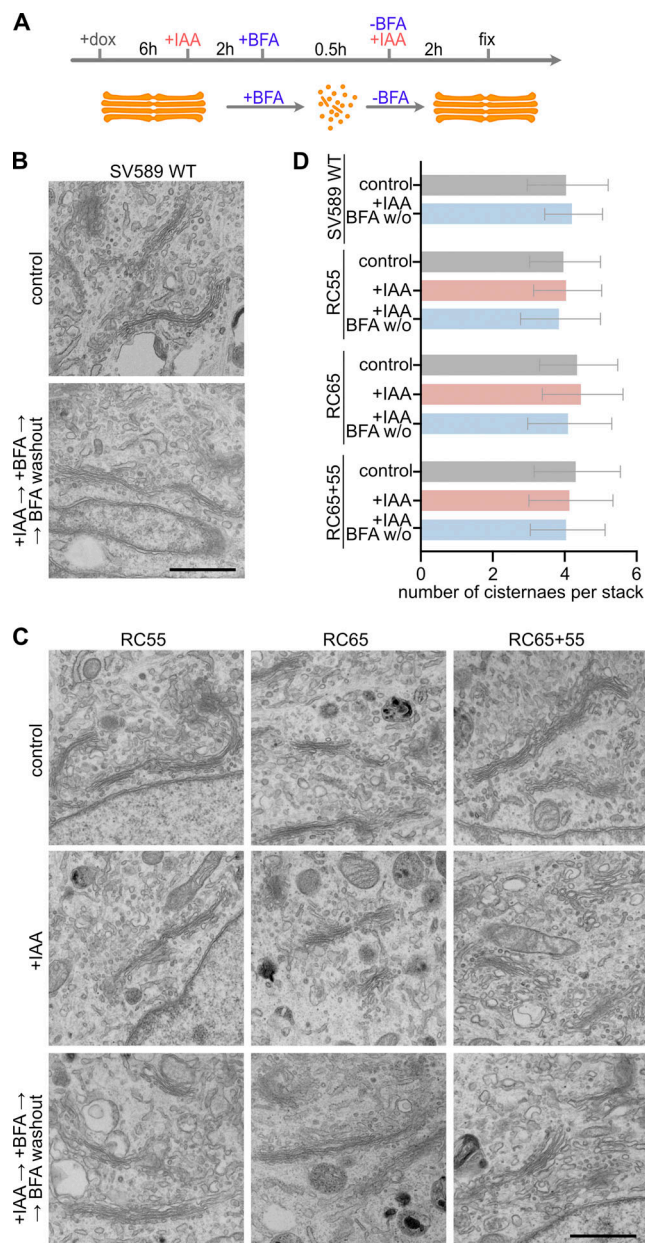 A
-BFA
+dox +IAA +BFA +IAA fix
6h 2h 0.5h 2h
+BFA -BFA
B
SV589 WT
control
+IAA → +BFA →
→ BFA washout
D
SV589 WT
control
+IAA
BFA w/o
RC55
control
+IAA
+IAA
BFA w/o
RC65
control
+IAA
+IAA
BFA w/o
RC65+55
control
+IAA
+IAA
BFA w/o
0 2 4 6
number of cisternaes per stack
C
RC55 RC65 RC65+55
control
+IAA
+IAA → +BFA →
→ BFA washout